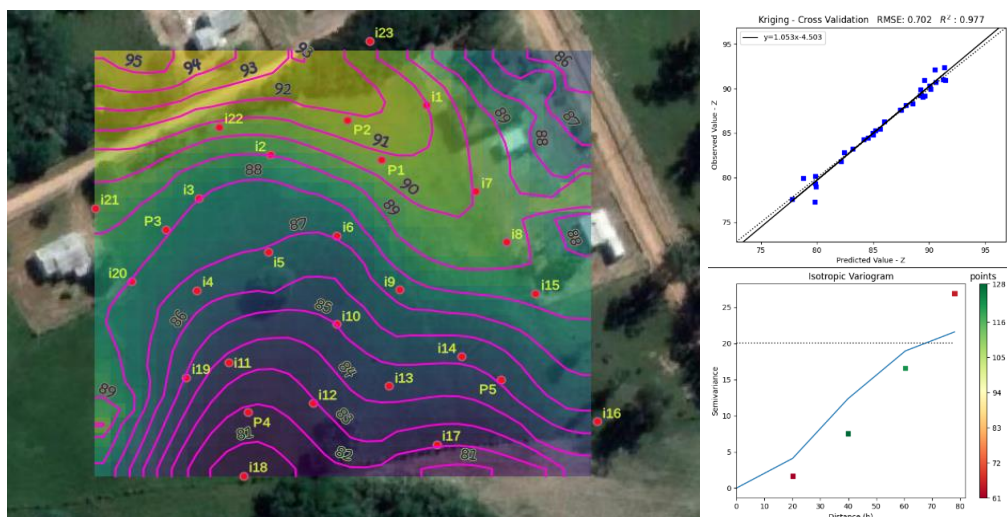 i23
95
94
93
93
92
86
89
88
87
i1
P2
i22
91
P1
i2
88
90
i7
89
i3
i21
87
P3
i6
i8
88
i5
i20
i4
i9
i15
86
85
i10
i14
i11
84
i19
i13
P5
89
i12
83
P4
i16
81
i17
82
81
i18
Kriging - Cross Validation RMSE: 0.702 R² : 0.977
y=1.053x-4.503
95
90
85
80
75
Observed Value - Z
75 80 85 90 95
Predicted Value - Z
Isotropic Variogram
points
25
20
15
10
5
0
Semivariance
0 10 20 30 40 50 60 70 80
Distance (h)
128
116
105
94
83
72
61